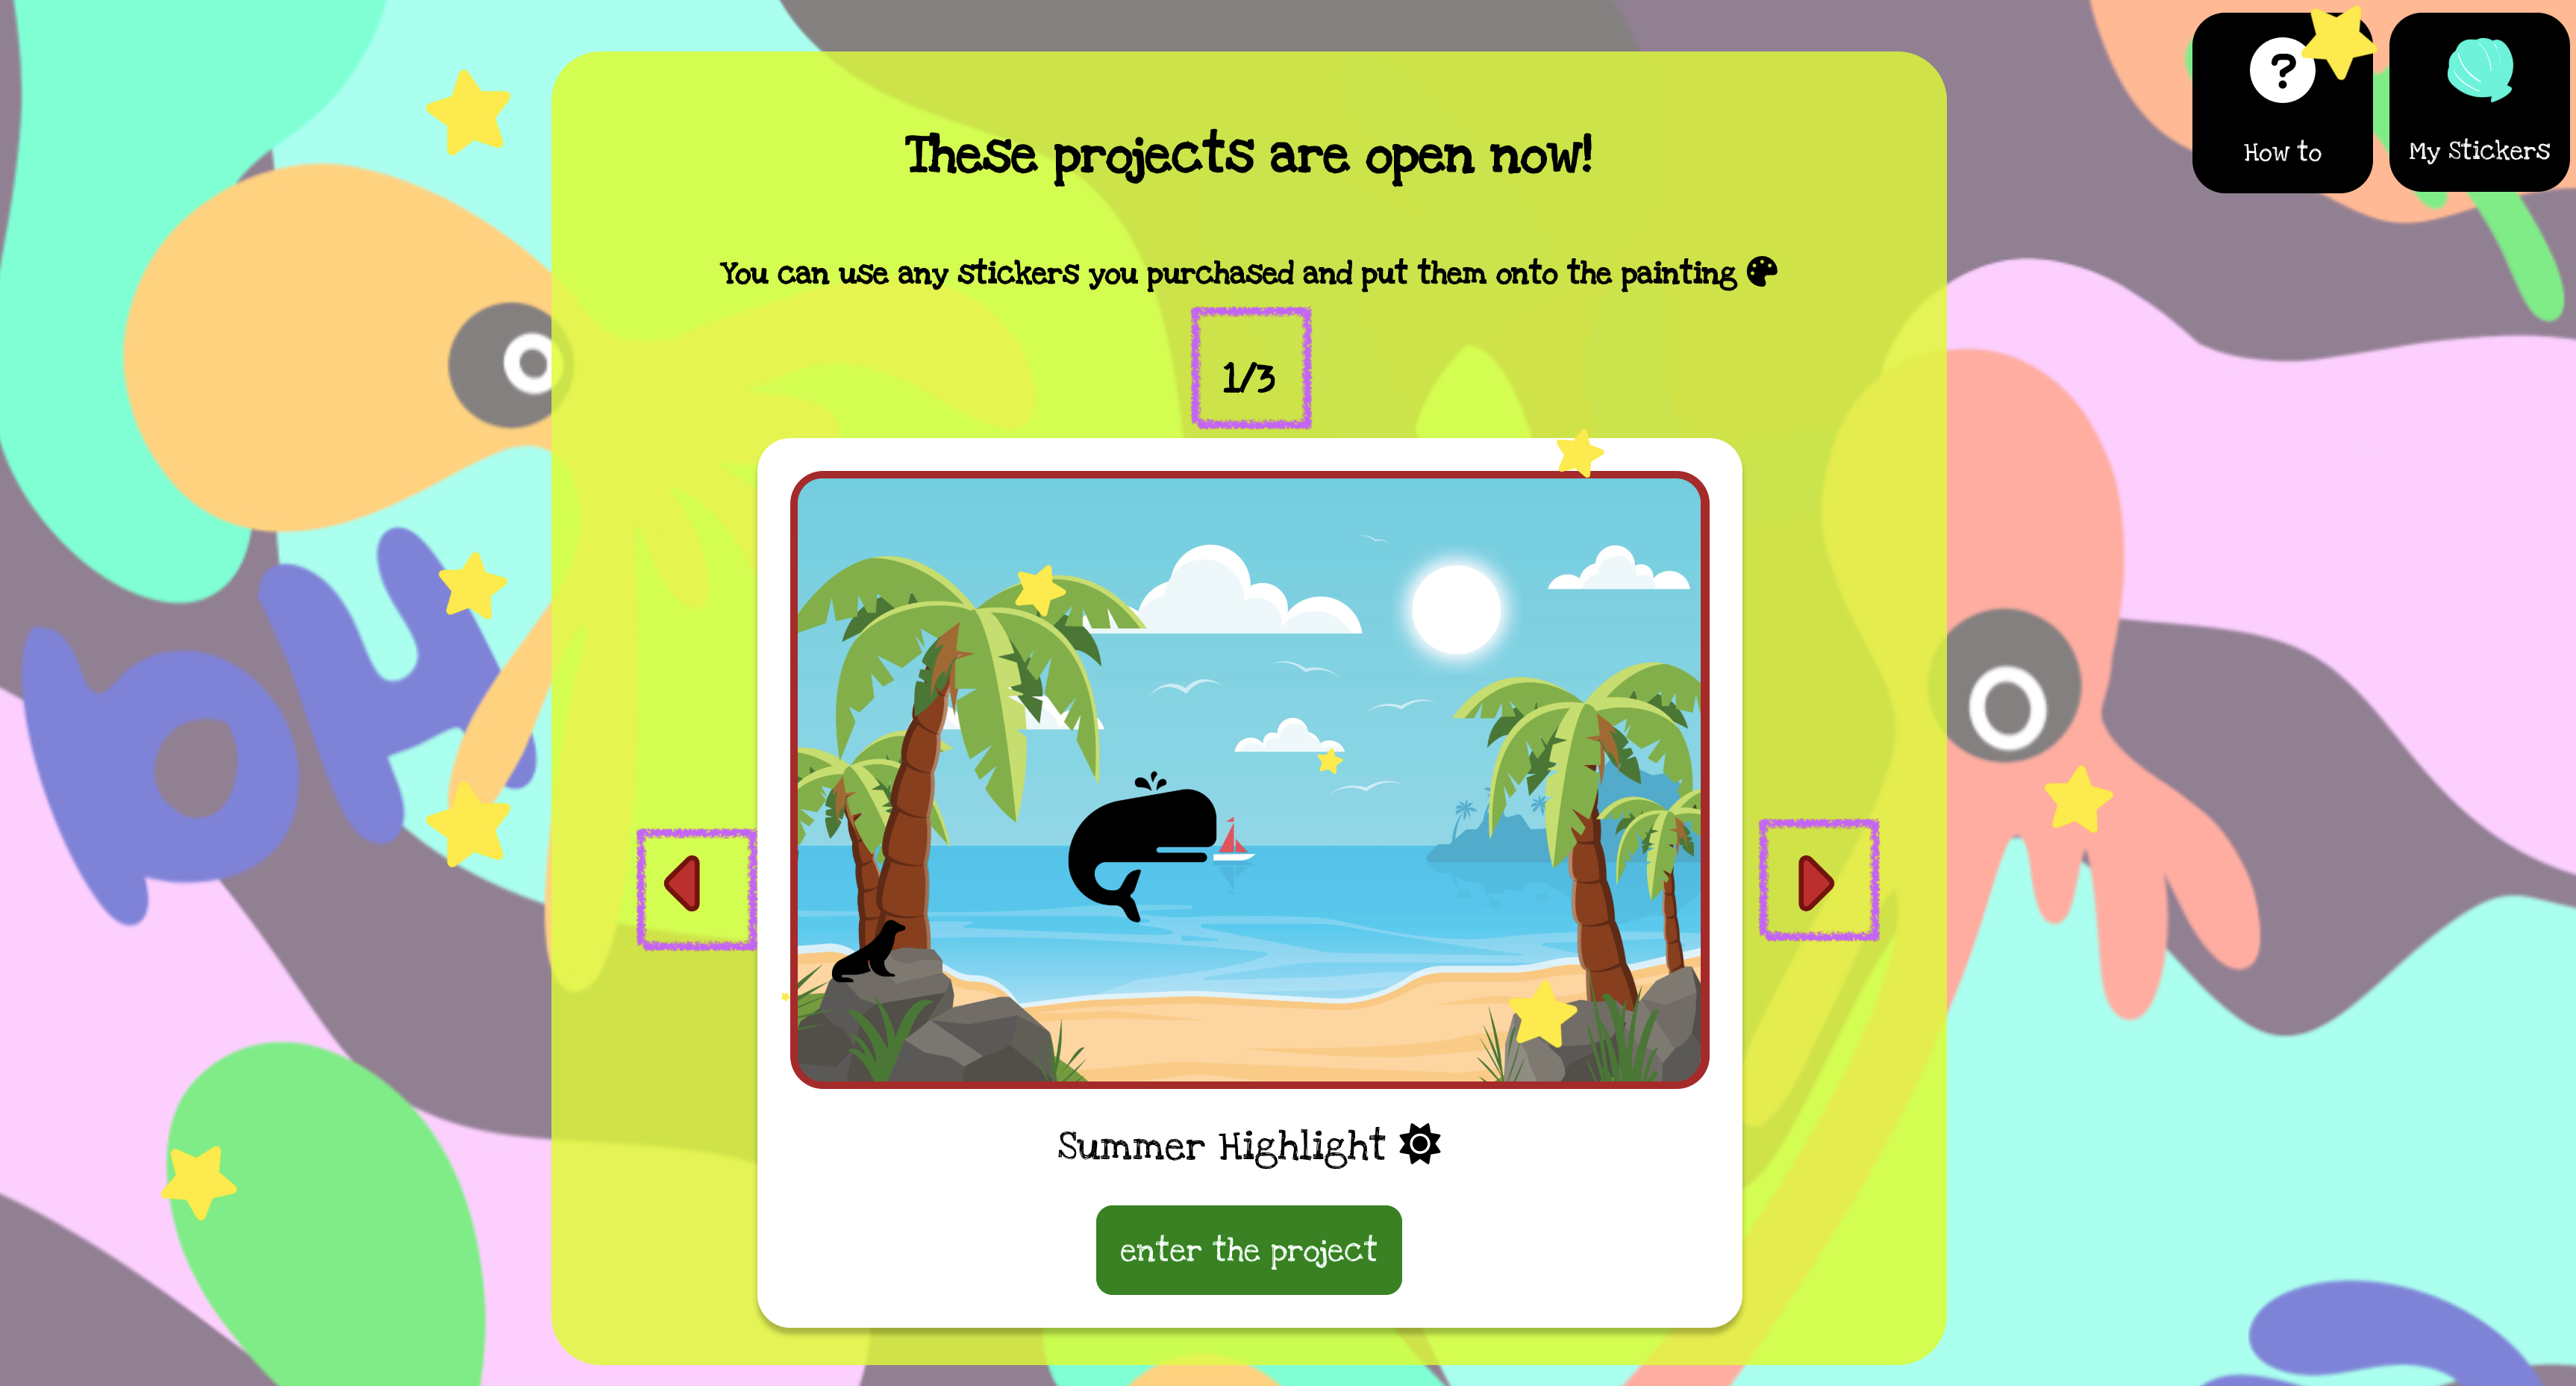 How to
My Stickers
These projects are open now!
You can use any stickers you purchased and put them onto the painting
1/3
Summer Highlight
enter the project